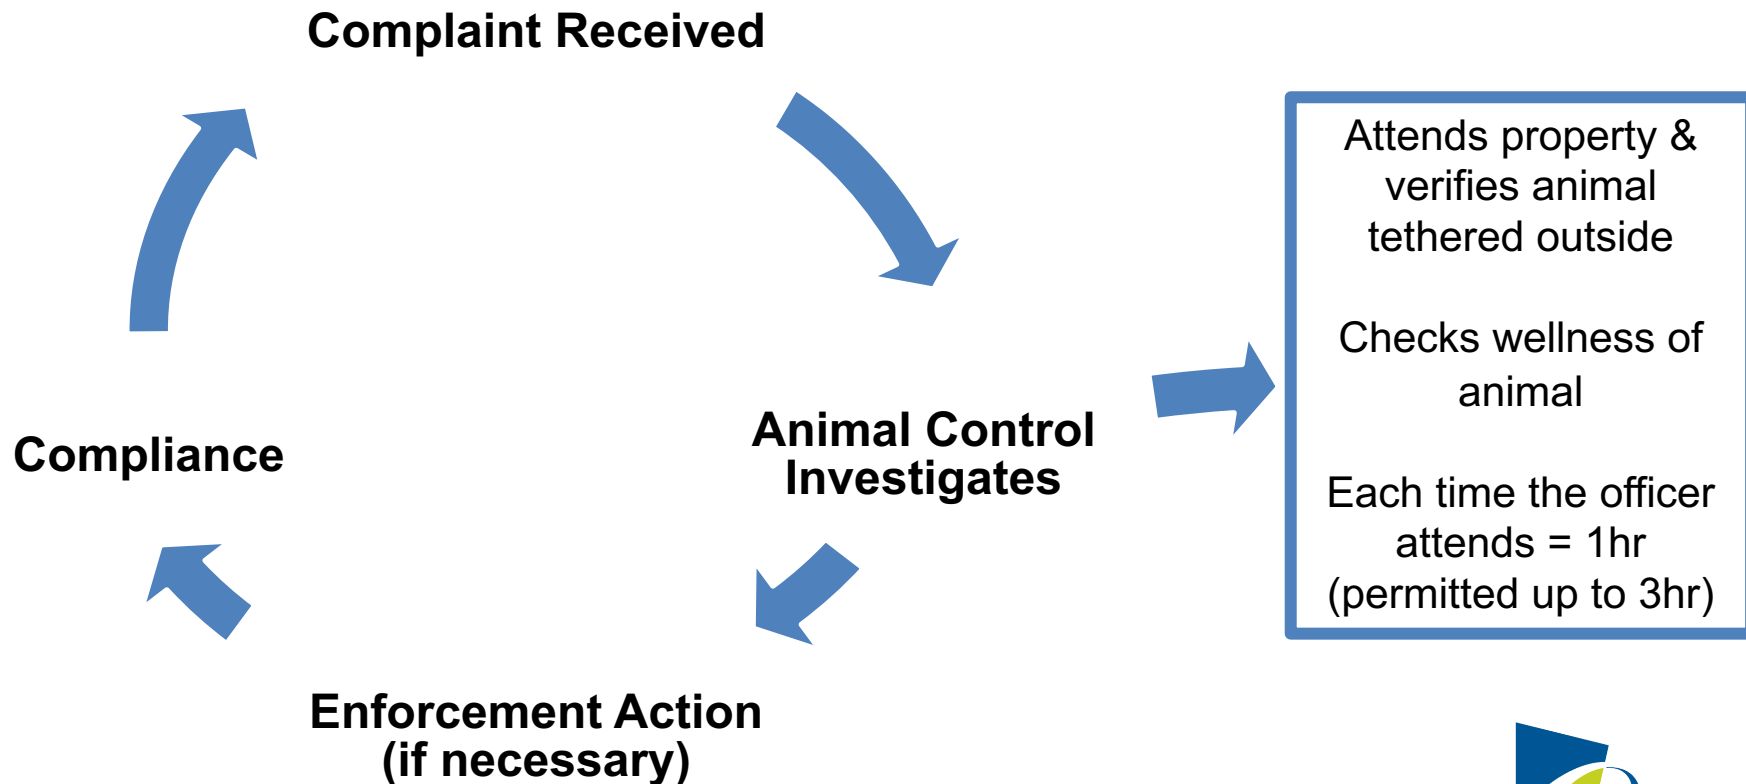 Complaint Received
Attends property &
verifies animal
tethered outside
Checks wellness of
animal
Each time the officer
attends = 1hr
(permitted up to 3hr)
Animal Control
Investigates
Compliance
Enforcement Action
(if necessary)